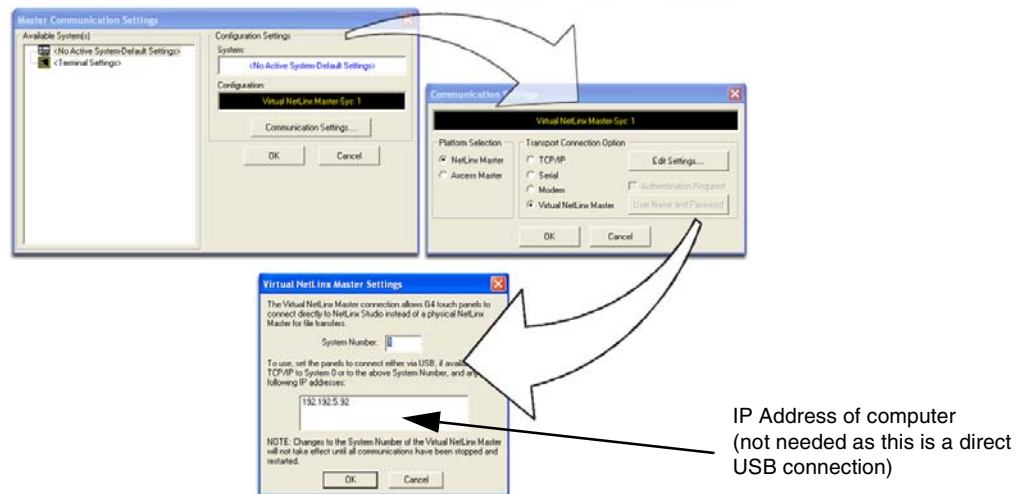 Master Communication Settings
Available System(s)
<No Active System-Default Settings>
<Terminal Settings>
Configuration Settings
System:
<No Active System-Default Settings>
Configuration:
Virtual NetLinx Master-Sys: 1
Communication Settings...
OK Cancel
Communication
Virtual NetLinx Master-Sys: 1
Platform Selection
NetLinx Master
Axcess Master
Transport Connection Option
TCP/IP
Serial
Modem
Virtual NetLinx Master
Edit Settings...
Authentication Required
User Name and Password
OK Cancel
Virtual NetLinx Master Settings
The Virtual NetLinx Master connection allows G4 touch panels to
connect directly to NetLinx Studio instead of a physical NetLinx
Master for file transfers.
System Number: 1
To use, set the panels to connect either via USB, if
TCP/IP to System 0 or to the above System Number, and
following IP addresses:
192.192.5.92
NOTE: Changes to the System Number of the Virtual NetLinx Master
will not take effect until all communications have been stopped and
restarted.
OK Cancel
IP Address of computer
(not needed as this is a direct
USB connection)